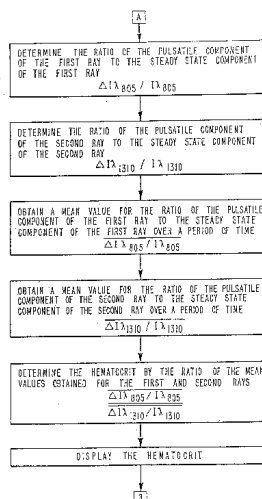 A
DETERMINE THE RATIO OF THE PULSATILE COMPONENT
OF THE FIRST RAY TO THE STEADY STATE COMPONENT
OF THE FIRST RAY
ΔIλ805 / Iλ805
DETERMINE THE RATIO OF THE PULSATILE COMPONENT
OF THE SECOND RAY TO THE STEADY STATE COMPONENT
OF THE SECOND RAY
ΔIλ1310 / Iλ1310
OBTAIN A MEAN VALUE FOR THE RATIO OF THE PULSATILE
COMPONENT OF THE FIRST RAY TO THE STEADY STATE
COMPONENT OF THE FIRST RAY OVER A PERIOD OF TIME
ΔIλ805 / Iλ805
OBTAIN A MEAN VALUE FOR THE RATIO OF THE PULSATILE
COMPONENT OF THE SECOND RAY TO THE STEADY STATE
COMPONENT OF THE SECOND RAY OVER A PERIOD OF TIME
ΔIλ1310 / Iλ1310
DETERMINE THE HEMATOCRIT BY THE RATIO OF THE MEAN
VALUES OBTAINED FOR THE FIRST AND SECOND RAYS
ΔIλ805 / Iλ805
ΔIλ1310 / Iλ1310
DISPLAY THE HEMATOCRIT